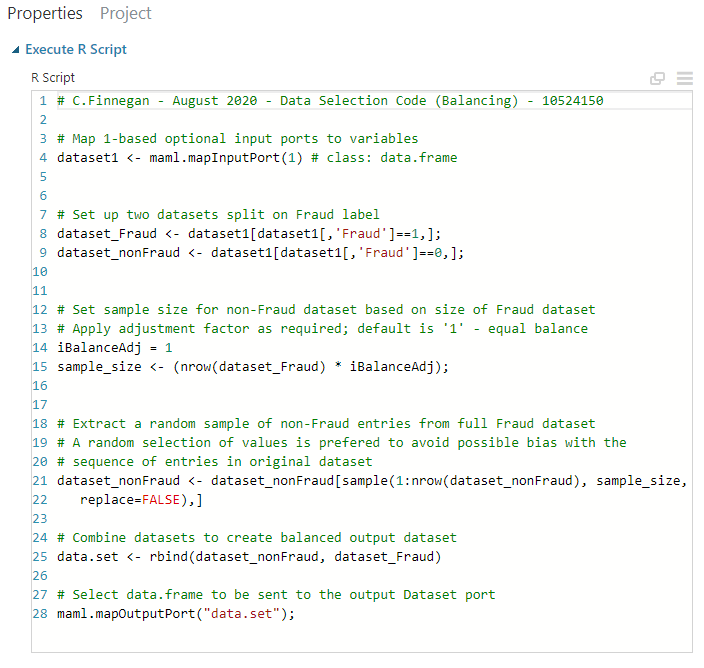 Properties Project
Execute R Script
R Script
1 # C.Finnegan - August 2020 - Data Selection Code (Balancing) - 10524150
2
3 # Map 1-based optional input ports to variables
4 dataset1 <- maml.mapInputPort(1) # class: data.frame
5
6
7 # Set up two datasets split on Fraud label
8 dataset_Fraud <- dataset1[dataset1[,'Fraud']==1,];
9 dataset_nonFraud <- dataset1[dataset1[,'Fraud']==0,];
10
11
12 # Set sample size for non-Fraud dataset based on size of Fraud dataset
13 # Apply adjustment factor as required; default is '1' - equal balance
14 iBalanceAdj = 1
15 sample_size <- (nrow(dataset_Fraud) * iBalanceAdj);
16
17
18 # Extract a random sample of non-Fraud entries from full Fraud dataset
19 # A random selection of values is prefered to avoid possible bias with the
20 # sequence of entries in original dataset
21 dataset_nonFraud <- dataset_nonFraud[sample(1:nrow(dataset_nonFraud), sample_size,
22 replace=FALSE),]
23
24 # Combine datasets to create balanced output dataset
25 data.set <- rbind(dataset_nonFraud, dataset_Fraud)
26
27 # Select data.frame to be sent to the output Dataset port
28 maml.mapOutputPort("data.set");